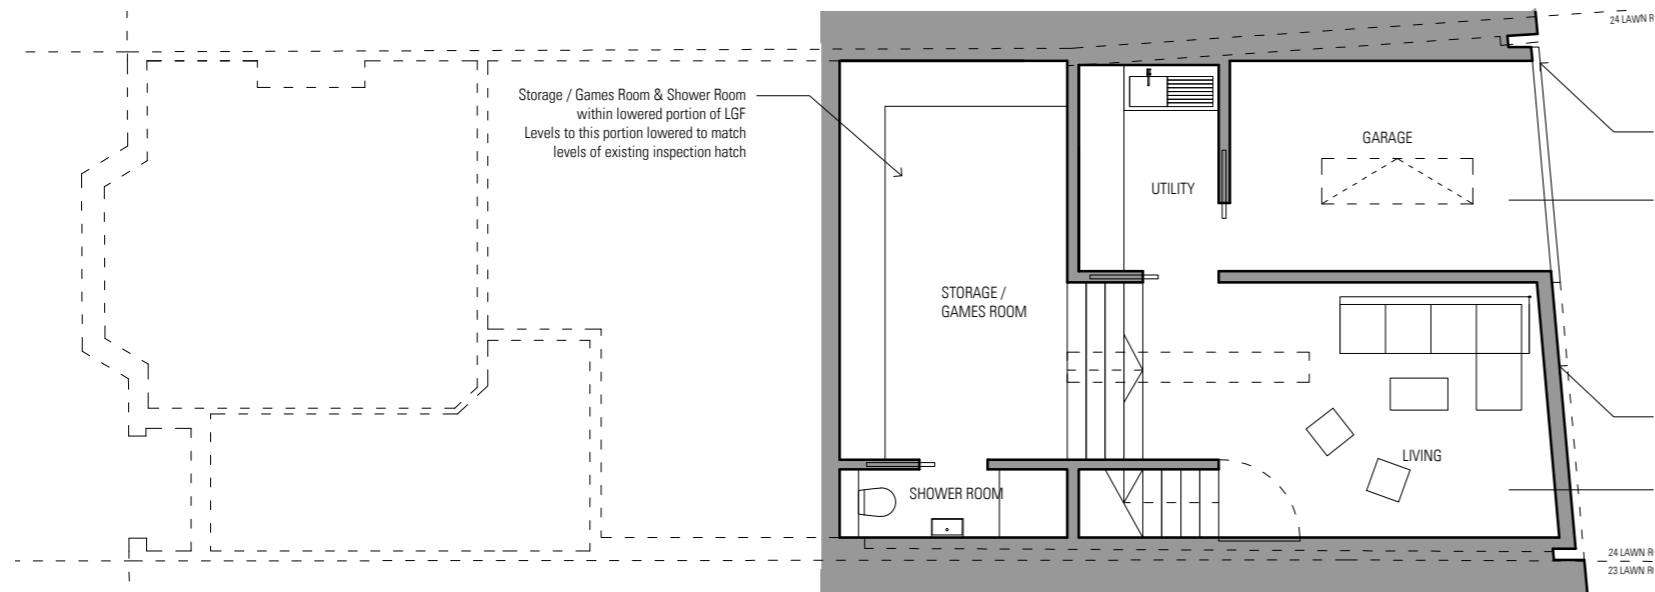 24 LAWN R
Storage / Games Room & Shower Room
within lowered portion of LGF
Levels to this portion lowered to match
levels of existing inspection hatch
GARAGE
UTILITY
STORAGE /
GAMES ROOM
LIVING
SHOWER ROOM
24 LAWN R
23 LAWN R